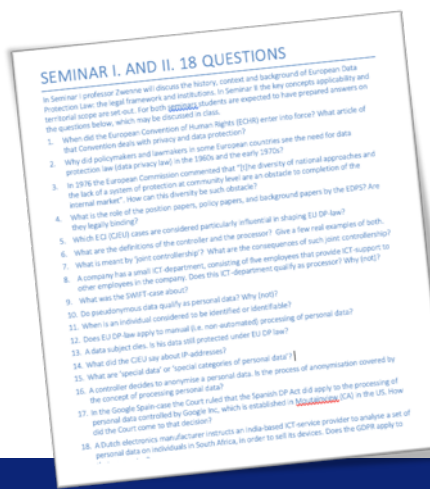 SEMINAR I. AND II. 18 QUESTIONS
In Seminar I professor Zwenne will discuss the history, context and background of European Data
Protection Law: the legal framework and institutions. In Seminar II the key concepts applicability and
territorial scope are set-out. For both seminars students are expected to have prepared answers on
the questions below, which may be discussed in class.
1. When did the European Convention of Human Rights (ECHR) enter into force? What article of
that Convention deals with privacy and data protection?
2. Why did policymakers and lawmakers in some European countries see the need for data
protection law (data privacy law) in the 1960s and the early 1970s?
3. In 1976 the European Commission commented that "[t]he diversity of national approaches and
the lack of a system of protection at community level are an obstacle to completion of the
internal market". How can this diversity be such obstacle?
4. What is the role of the position papers, policy papers, and background papers by the EDPS? Are
they legally binding?
5. Which ECJ (CJEU) cases are considered particularly influential in shaping EU DP-law?
6. What are the definitions of the controller and the processor? Give a few real examples of both.
7. What is meant by 'joint controllership'? What are the consequences of such joint controllership?
8. A company has a small ICT-department, consisting of five employees that provide ICT-support to
other employees in the company. Does this ICT-department qualify as processor? Why (not)?
9. What was the SWIFT-case about?
10. Do pseudonymous data qualify as personal data? Why (not)?
11. When is an individual considered to be identified or identifiable?
12. Does EU DP-law apply to manual (i.e. non-automated) processing of personal data?
13. A data subject dies. Is his data still protected under EU DP law?
14. What did the CJEU say about IP-addresses?
15. What are 'special data' or 'special categories of personal data'?
16. A controller decides to anonymise a personal data. Is the process of anonymisation covered by
the concept of processing personal data?
17. In the Google Spain-case the Court ruled that the Spanish DP Act did apply to the processing of
personal data controlled by Google Inc, which is established in (CA) in the US. How
did the Court come to that decision?
18. A Dutch electronics manufacturer instructs an India-based ICT-service provider to analyse a set of
personal data on individuals in South Africa, in order to sell its devices. Does the GDPR apply to